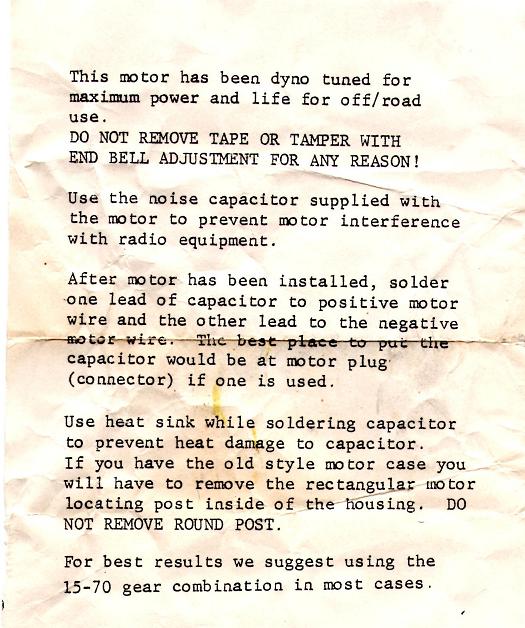 This motor has been dyno tuned for
maximum power and life for off/road
use.
DO NOT REMOVE TAPE OR TAMPER WITH
END BELL ADJUSTMENT FOR ANY REASON!
Use the noise capacitor supplied with
the motor to prevent motor interference
with radio equipment.
After motor has been installed, solder
one lead of capacitor to positive motor
wire and the other lead to the negative
motor wire.  The best place to put the
capacitor would be at motor plug
(connector) if one is used.
Use heat sink while soldering capacitor
to prevent heat damage to capacitor.
If you have the old style motor case you
will have to remove the rectangular motor
locating post inside of the housing.  DO
NOT REMOVE ROUND POST.
For best results we suggest using the
15-70 gear combination in most cases.